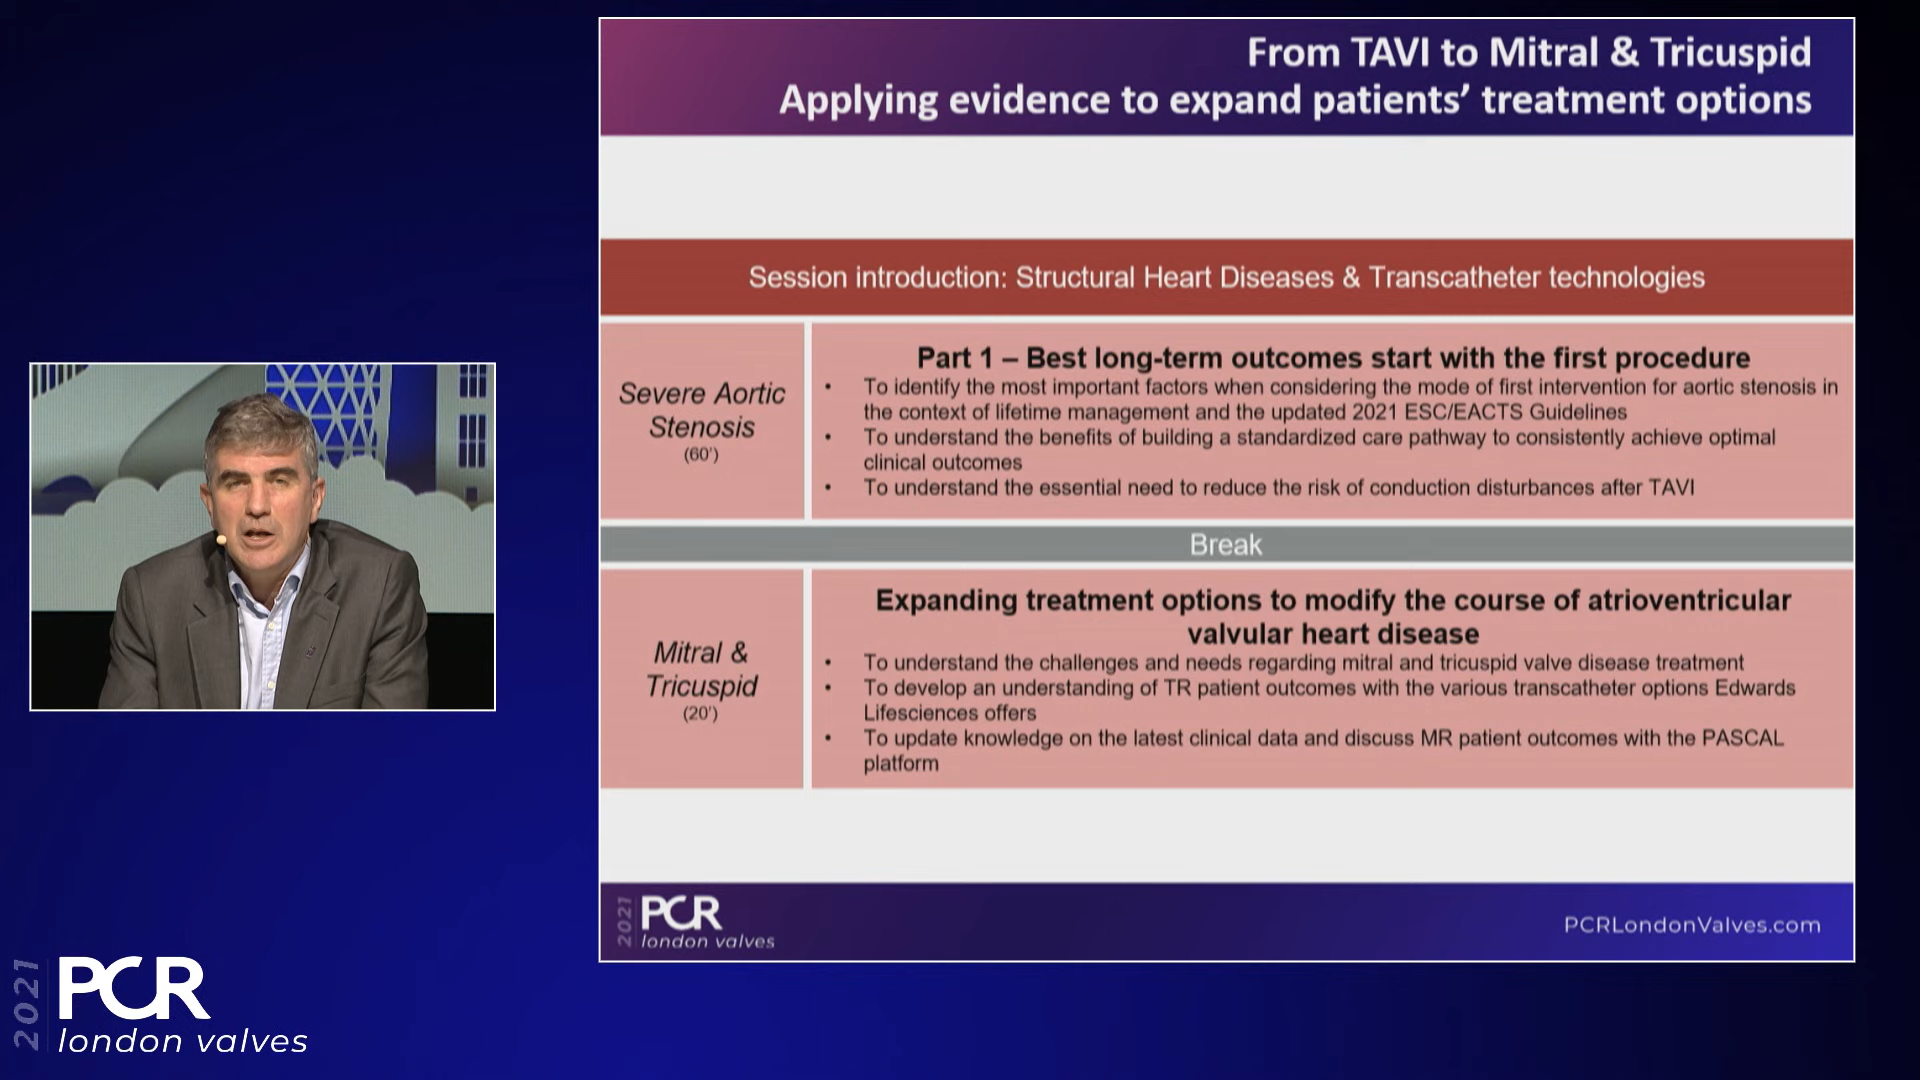 From TAVI to Mitral & Tricuspid
Applying evidence to expand patients’ treatment options
Session introduction: Structural Heart Diseases & Transcatheter technologies
Severe Aortic
Stenosis
(60')
Part 1 – Best long-term outcomes start with the first procedure
• To identify the most important factors when considering the mode of first intervention for aortic stenosis in
the context of lifetime management and the updated 2021 ESC/EACTS Guidelines
• To understand the benefits of building a standardized care pathway to consistently achieve optimal
clinical outcomes
• To understand the essential need to reduce the risk of conduction disturbances after TAVI
Break
Mitral &
Tricuspid
(20')
Expanding treatment options to modify the course of atrioventricular
valvular heart disease
• To understand the challenges and needs regarding mitral and tricuspid valve disease treatment
• To develop an understanding of TR patient outcomes with the various transcatheter options Edwards
Lifesciences offers
• To update knowledge on the latest clinical data and discuss MR patient outcomes with the PASCAL
platform
2021
PCR
london valves
PCRLondonValves.com
2021
PCR
london valves